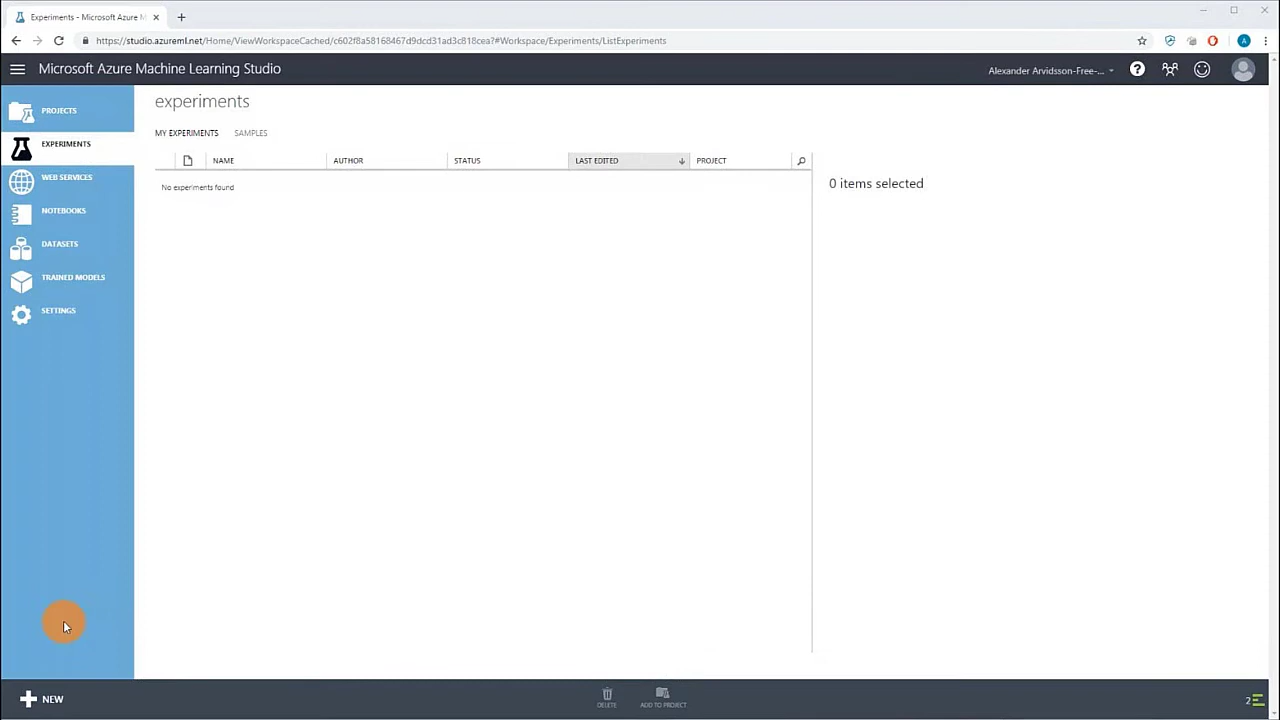 Experiments - Microsoft Azure M
https://studio.azureml.net/Home/ViewWorkspaceCached/c602f8a58168467d9dcd31ad3c818cea?#Workspace/Experiments/ListExperiments
A
Microsoft Azure Machine Learning Studio
Alexander Arvidsson-Free-...
?
PROJECTS
EXPERIMENTS
WEB SERVICES
NOTEBOOKS
DATASETS
TRAINED MODELS
SETTINGS
experiments
MY EXPERIMENTS SAMPLES
NAME AUTHOR STATUS LAST EDITED PROJECT
No experiments found
0 items selected
NEW
DELETE
ADD TO PROJECT
2